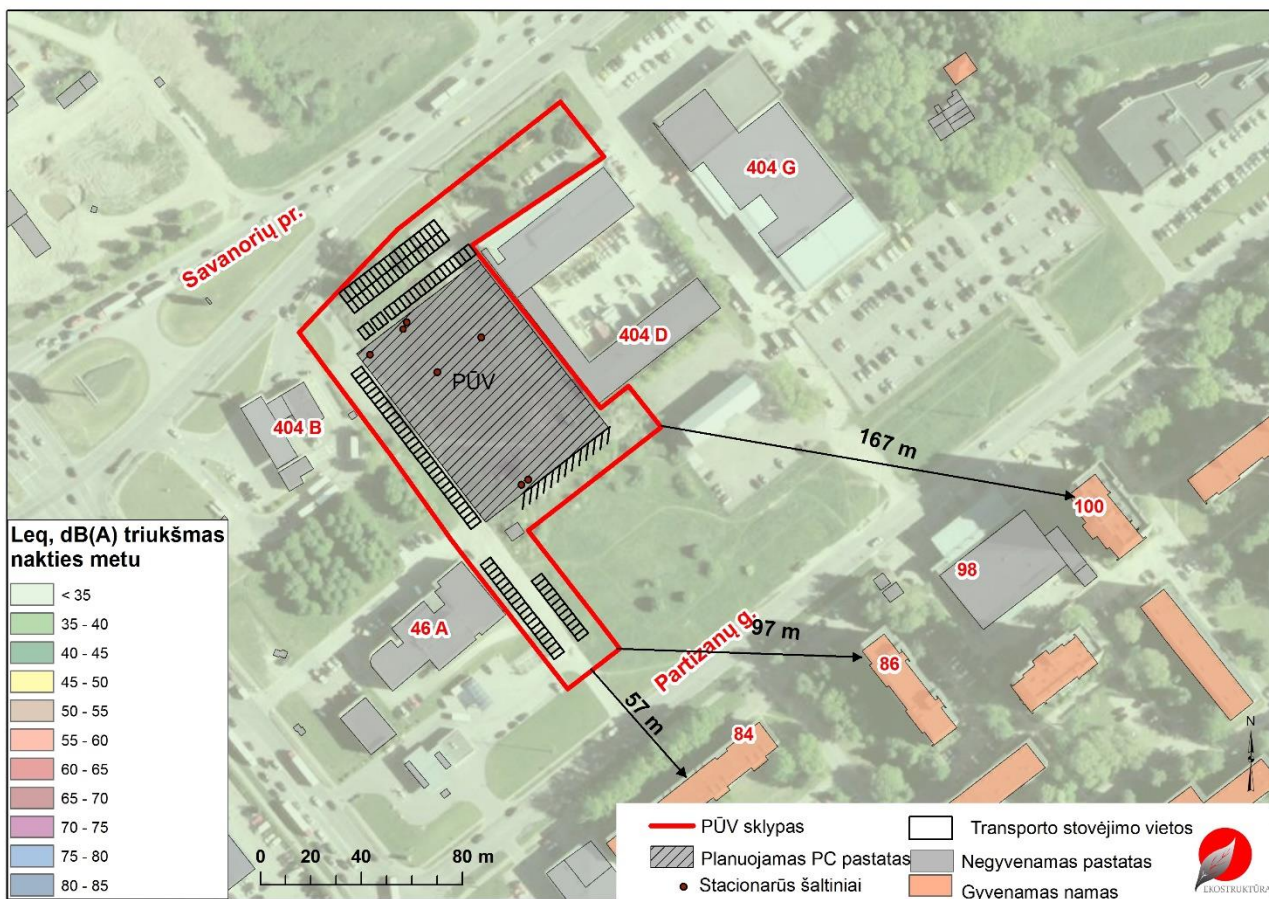 Savanorių pr.
404 G
404 D
PŪV
404 B
167 m
100
98
46 A
Partizanų g.
97 m
86
57 m
84
N
Leq, dB(A) triukšmas
nakties metu
< 35
35 - 40
40 - 45
45 - 50
50 - 55
55 - 60
60 - 65
65 - 70
70 - 75
75 - 80
80 - 85
0 20 40 80 m
PŪV sklypas
Planuojamas PC pastatas
Stacionarūs šaltiniai
Transporto stovėjimo vietos
Negyvenamas pastatas
Gyvenamas namas
EKOSTRUKTŪRA